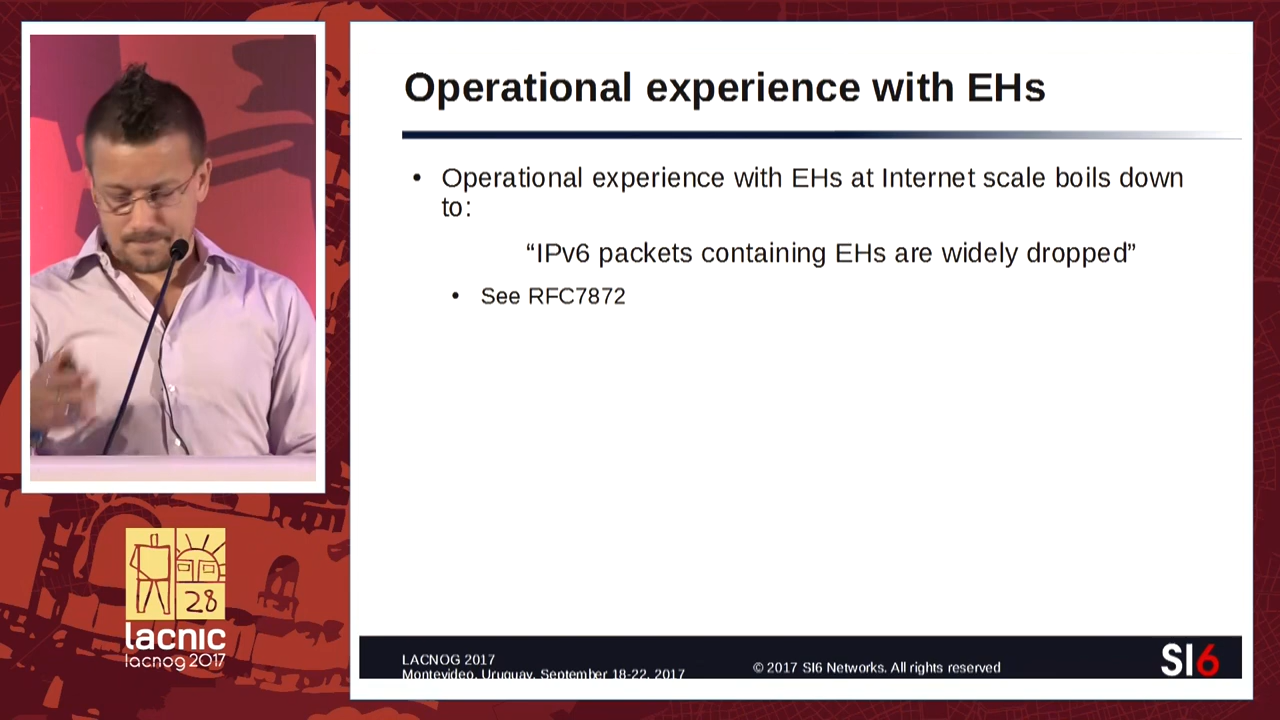 Operational experience with EHs
• Operational experience with EHs at Internet scale boils down
to:
“IPv6 packets containing EHs are widely dropped”
• See RFC7872
28
lacnic
lacnog 2017
LACNOG 2017
Montevideo, Uruguay, September 18-22, 2017
© 2017 SI6 Networks. All rights reserved
SI6